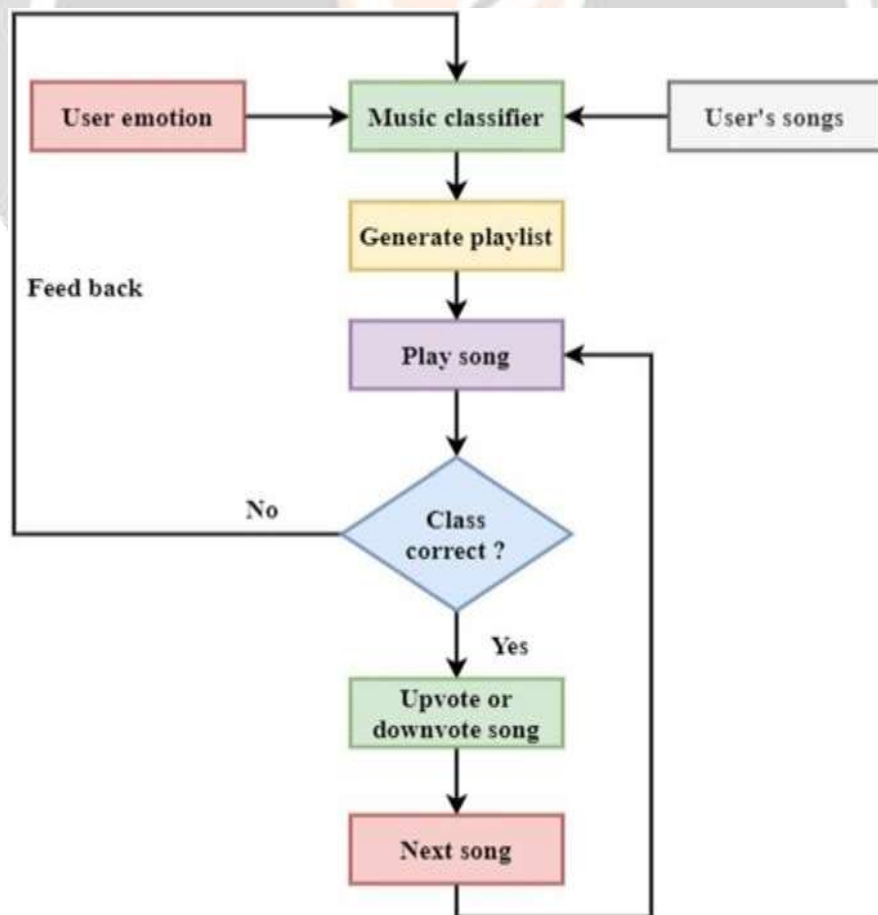 User emotion
Music classifier
User's songs
Generate playlist
Feed back
Play song
No
Class
correct ?
Yes
Upvote or
downvote song
Next song